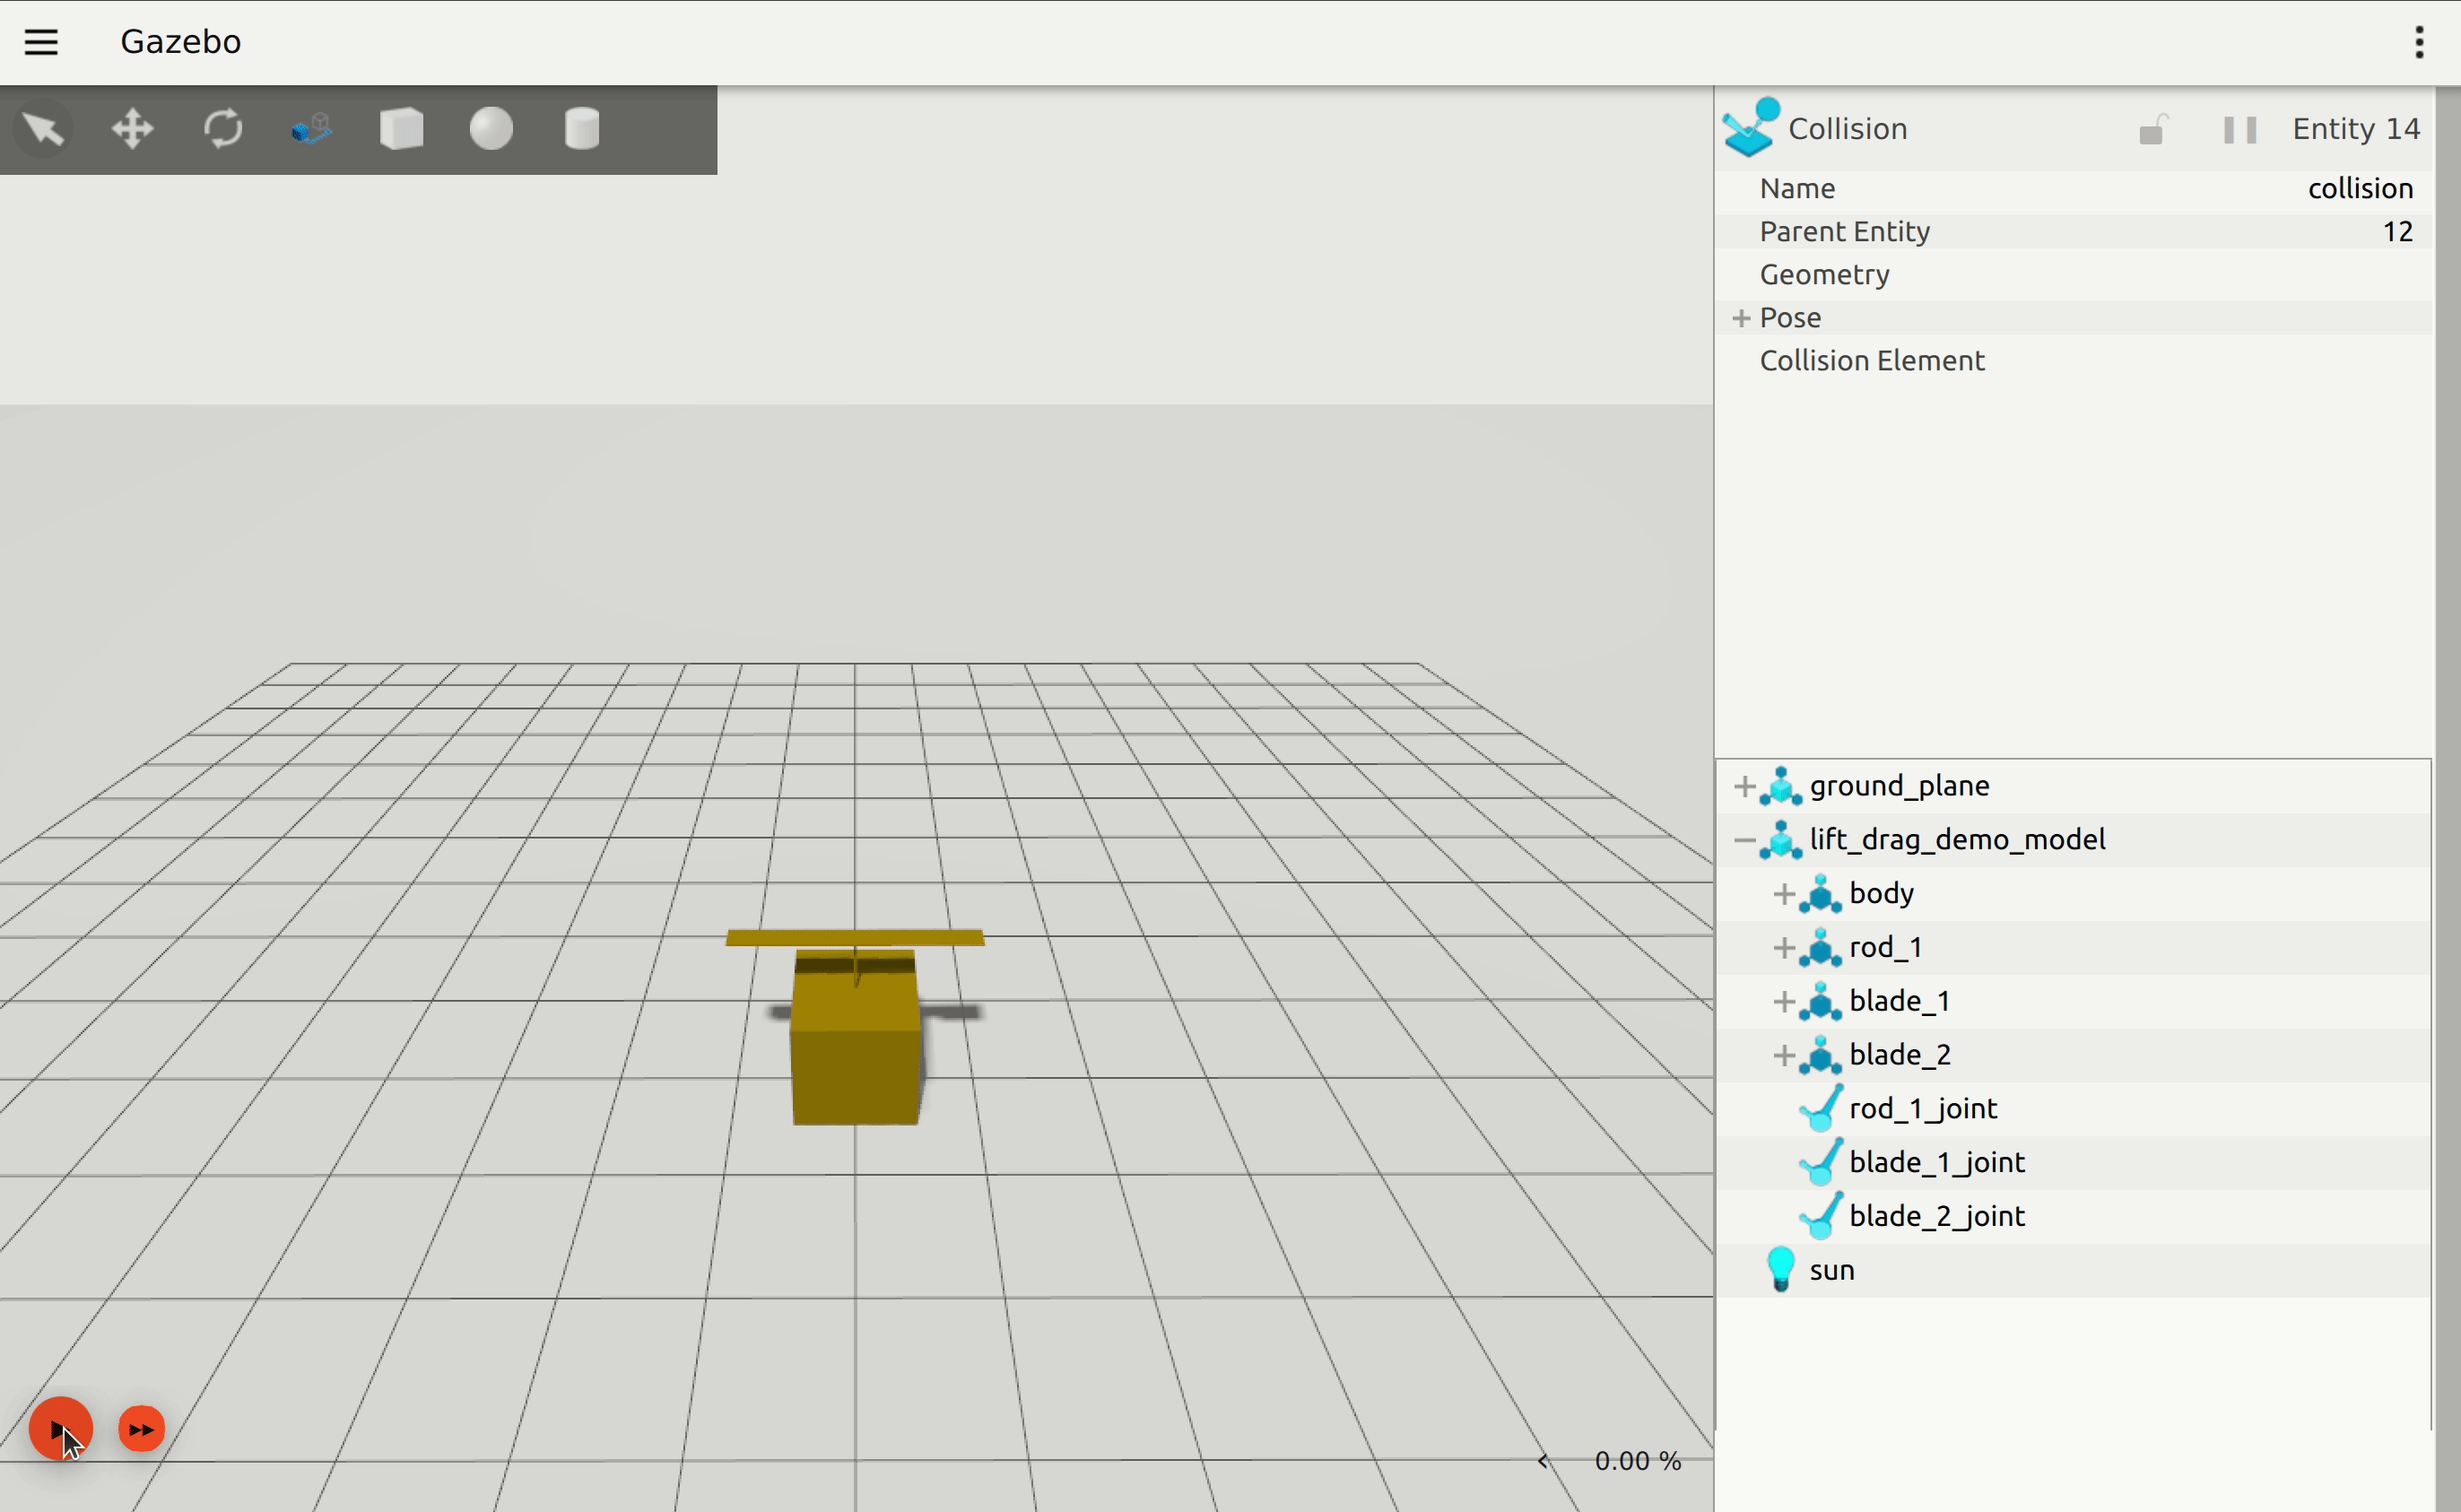 Gazebo
Collision Entity 14
Name collision
Parent Entity 12
Geometry
Pose
Collision Element
ground_plane
lift_drag_demo_model
body
rod_1
blade_1
blade_2
rod_1_joint
blade_1_joint
blade_2_joint
sun
0.00 %